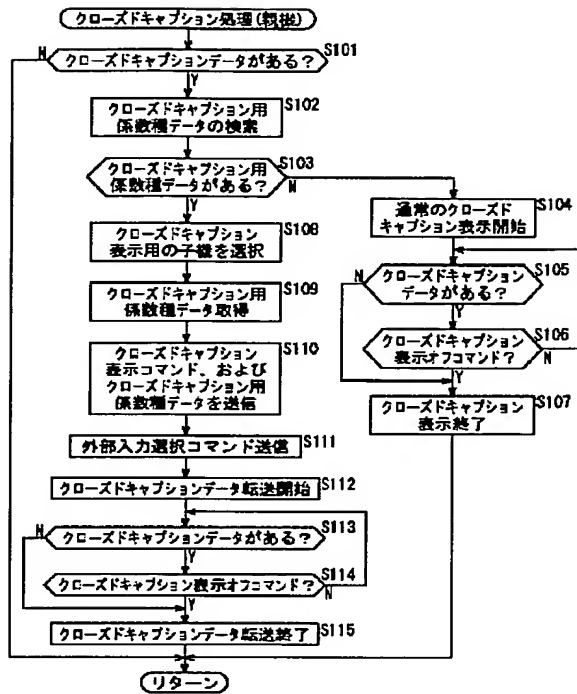 クローズドキャプション処理(親機)
N
クローズドキャプションデータがある?
S101
Y
クローズドキャプション用
係数種データの検索
S102
クローズドキャプション用
係数種データがある?
S103
N
Y
通常のクローズド
キャプション表示開始
S104
クローズドキャプション
表示用の子機を選択
S108
N
クローズドキャプション
データがある?
S105
Y
クローズドキャプション用
係数種データ取得
S109
クローズドキャプション
表示オフコマンド?
S106
N
Y
クローズドキャプション
表示コマンド、および
クローズドキャプション用
係数種データを送信
S110
クローズドキャプション
表示終了
S107
外部入力選択コマンド送信
S111
クローズドキャプションデータ転送開始
S112
N
クローズドキャプションデータがある?
S113
Y
クローズドキャプション表示オフコマンド?
S114
N
Y
クローズドキャプションデータ転送終了
S115
リターン